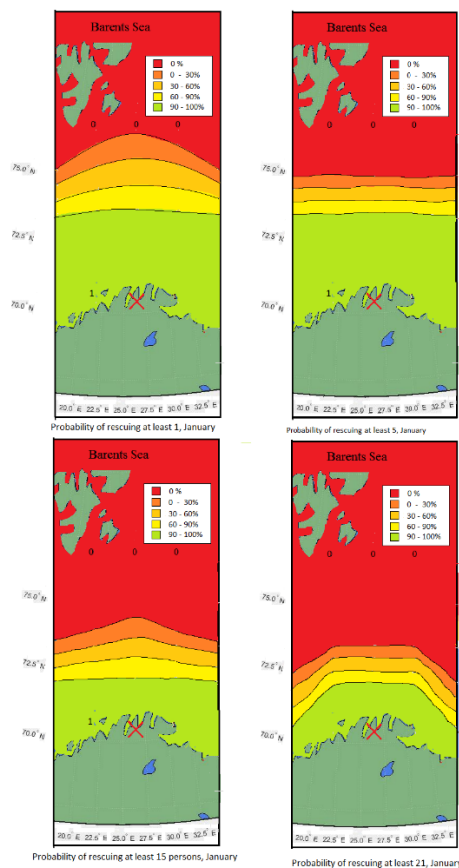 Barents Sea
0 %
0 - 30%
30 - 60%
60 - 90%
90 - 100%
0 0 0
75.0° N
72.5° N
70.0° N
1.
20.0° E 22.5° E 25.0° E 27.5° E 30.0° E 32.5° E
Probability of rescuing at least 1, January
Barents Sea
0 %
0 - 30%
30 - 60%
60 - 90%
90 - 100%
0 0 0
75.0° N
72.5° N
70.0° N
1.
20.0° E 22.5° E 25.0° E 27.5° E 30.0° E 32.5° E
Probability of rescuing at least 5, January
Barents Sea
0 %
0 - 30%
30 - 60%
60 - 90%
90 - 100%
0 0 0
75.0° N
72.5° N
70.0° N
1.
20.0° E 22.5° E 25.0° E 27.5° E 30.0° E 32.5° E
Probability of rescuing at least 15 persons, January
Barents Sea
0 %
0 - 30%
30 - 60%
60 - 90%
90 - 100%
0 0 0
75.0° N
72.5° N
70.0° N
1.
20.0° E 22.5° E 25.0° E 27.5° E 30.0° E 32.5° E
Probability of rescuing at least 21, January